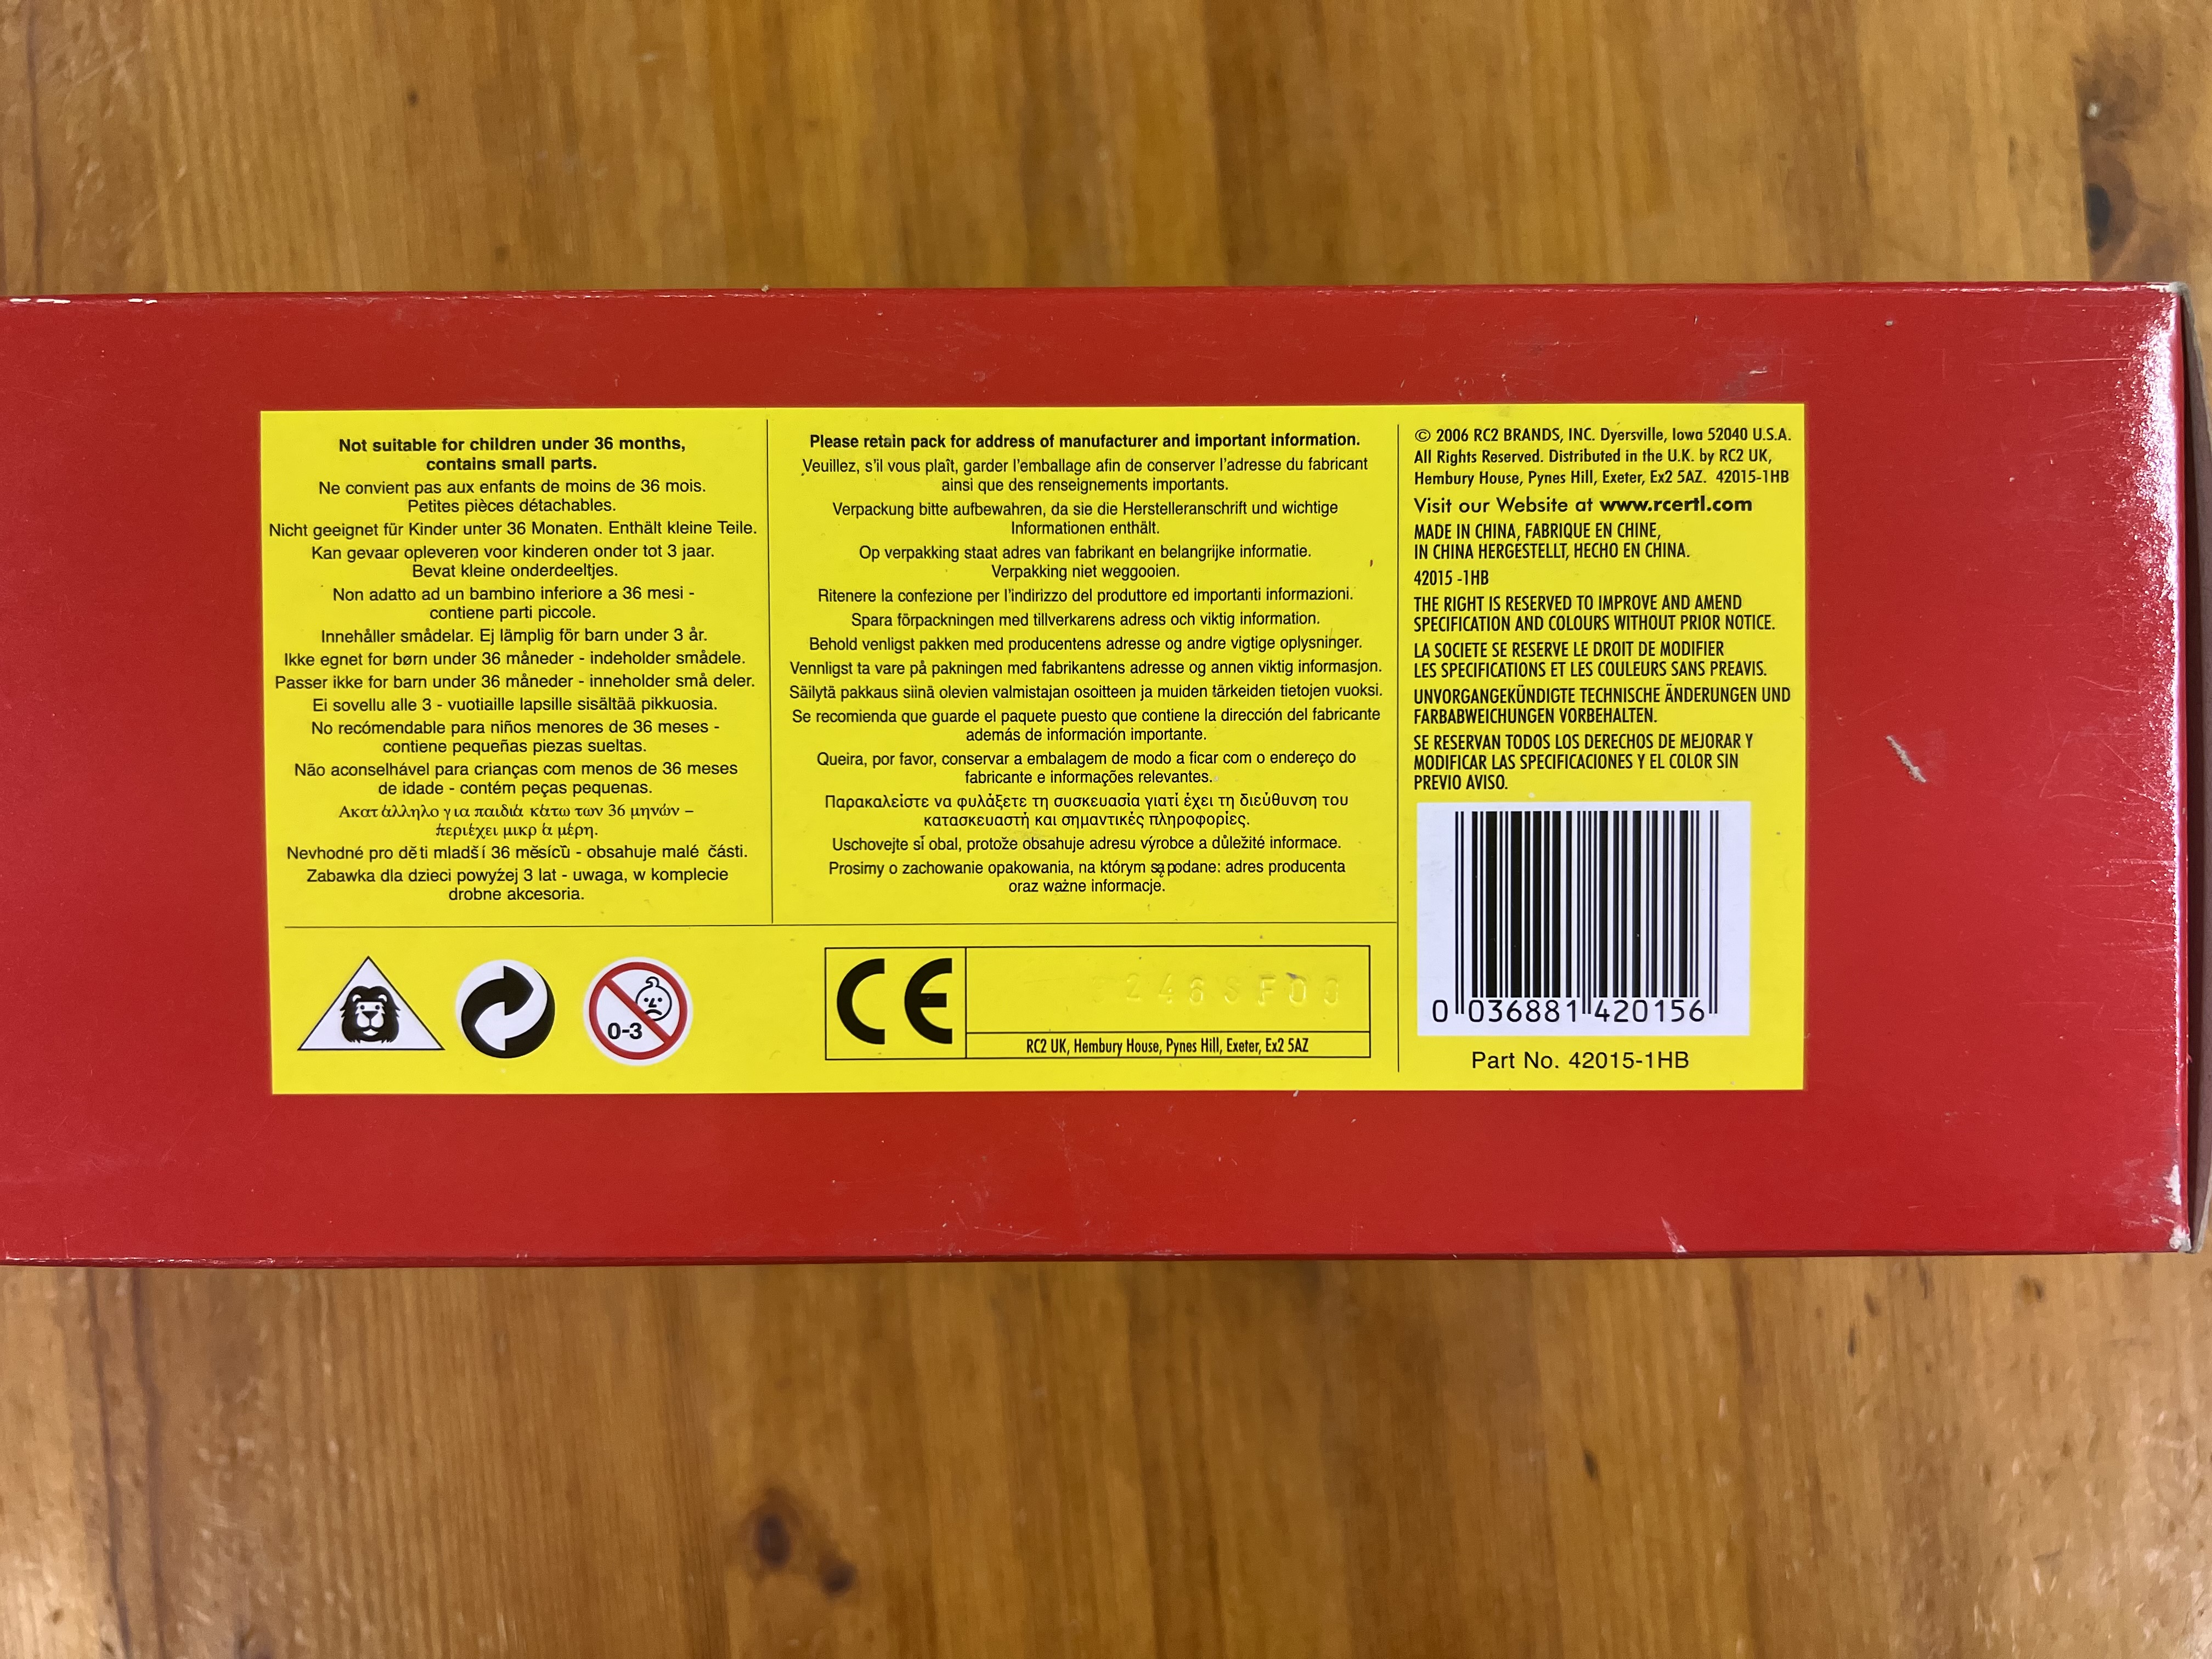 Not suitable for children under 36 months,
contains small parts.
Ne convient pas aux enfants de moins de 36 mois.
Petites pièces détachables.
Nicht geeignet für Kinder unter 36 Monaten. Enthält kleine Teile.
Kan gevaar opleveren voor kinderen onder tot 3 jaar.
Bevat kleine onderdeeltjes.
Non adatto ad un bambino inferiore a 36 mesi -
contiene parti piccole.
Innehåller smådelar. Ej lämplig för barn under 3 år.
Ikke egnet for børn under 36 måneder - indeholder smådele.
Passer ikke for barn under 36 måneder - inneholder små deler.
Ei sovellu alle 3 - vuotiaille lapsille sisältää pikkuosia.
No recómendable para niños menores de 36 meses -
contiene pequeñas piezas sueltas.
Não aconselhável para crianças com menos de 36 meses
de idade - contém peças pequenas.
Ακατ άλληλο για παιδιά κάτω των 36 μηνών –
περιέχει μικρ ά μέρη.
Nevhodné pro děti mladší 36 měsíců - obsahuje malé části.
Zabawka dla dzieci powyźej 3 lat - uwaga, w komplecie
drobne akcesoria.
0-3
Please retain pack for address of manufacturer and important information.
Veuillez, s'il vous plaît, garder l'emballage afin de conserver l'adresse du fabricant
ainsi que des renseignements importants.
Verpackung bitte aufbewahren, da sie die Herstelleranschrift und wichtige
Informationen enthält.
Op verpakking staat adres van fabrikant en belangrijke informatie.
Verpakking niet weggooien.
Ritenere la confezione per l'indirizzo del produttore ed importanti informazioni.
Spara förpackningen med tillverkarens adress och viktig information.
Behold venligst pakken med producentens adresse og andre vigtige oplysninger.
Vennligst ta vare på pakningen med fabrikantens adresse og annen viktig informasjon.
Säilytä pakkaus siinä olevien valmistajan osoitteen ja muiden tärkeiden tietojen vuoksi.
Se recomienda que guarde el paquete puesto que contiene la dirección del fabricante
además de información importante.
Queira, por favor, conservar a embalagem de modo a ficar com o endereço do
fabricante e informações relevantes.
Παρακαλείστε να φυλάξετε τη συσκευασία γιατί έχει τη διεύθυνση του
κατασκευαστή και σημαντικές πληροφορίες.
Uschovejte sí obal, protože obsahuje adresu výrobce a důležité informace.
Prosimy o zachowanie opakowania, na którym są podane: adres producenta
oraz ważne informacje.
CE
RC2 UK, Hembury House, Pynes Hill, Exeter, Ex2 5AZ
© 2006 RC2 BRANDS, INC. Dyersville, Iowa 52040 U.S.A.
All Rights Reserved. Distributed in the U.K. by RC2 UK,
Hembury House, Pynes Hill, Exeter, Ex2 5AZ. 42015-1HB
Visit our Website at www.rcertl.com
MADE IN CHINA, FABRIQUE EN CHINE,
IN CHINA HERGESTELLT, HECHO EN CHINA.
42015 -1HB
THE RIGHT IS RESERVED TO IMPROVE AND AMEND
SPECIFICATION AND COLOURS WITHOUT PRIOR NOTICE.
LA SOCIETE SE RESERVE LE DROIT DE MODIFIER
LES SPECIFICATIONS ET LES COULEURS SANS PREAVIS.
UNVORGANGEKÜNDIGTE TECHNISCHE ÄNDERUNGEN UND
FARBABWEICHUNGEN VORBEHALTEN.
SE RESERVAN TODOS LOS DERECHOS DE MEJORAR Y
MODIFICAR LAS SPECIFICACIONES Y EL COLOR SIN
PREVIO AVISO.
0 036881 420156
Part No. 42015-1HB